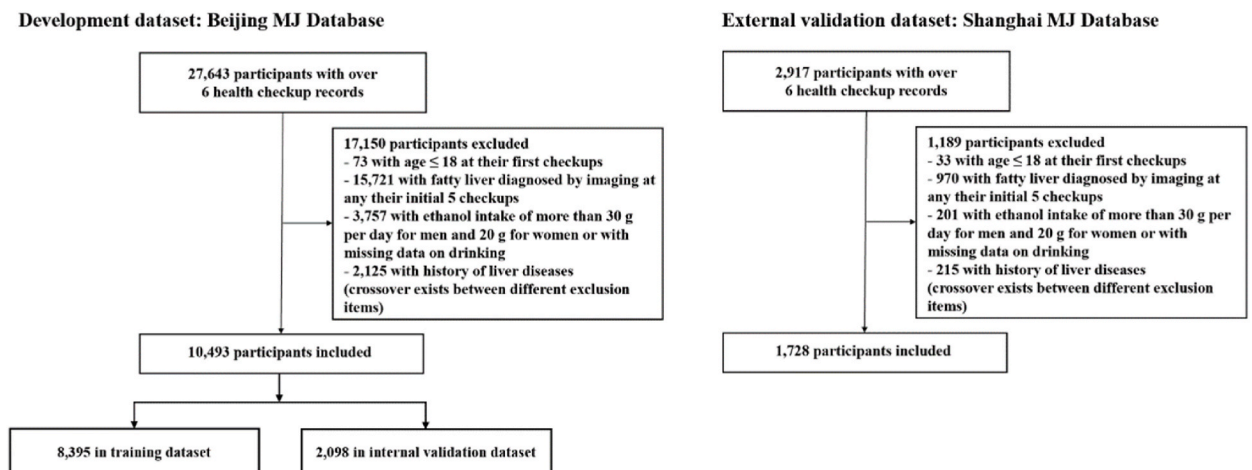 Development dataset: Beijing MJ Database
27,643 participants with over
6 health checkup records
17,150 participants excluded
- 73 with age ≤ 18 at their first checkups
- 15,721 with fatty liver diagnosed by imaging at
any their initial 5 checkups
- 3,757 with ethanol intake of more than 30 g
per day for men and 20 g for women or with
missing data on drinking
- 2,125 with history of liver diseases
(crossover exists between different exclusion
items)
10,493 participants included
8,395 in training dataset
2,098 in internal validation dataset
External validation dataset: Shanghai MJ Database
2,917 participants with over
6 health checkup records
1,189 participants excluded
- 33 with age ≤ 18 at their first checkups
- 970 with fatty liver diagnosed by imaging at
any their initial 5 checkups
- 201 with ethanol intake of more than 30 g per
day for men and 20 g for women or with
missing data on drinking
- 215 with history of liver diseases
(crossover exists between different exclusion
items)
1,728 participants included